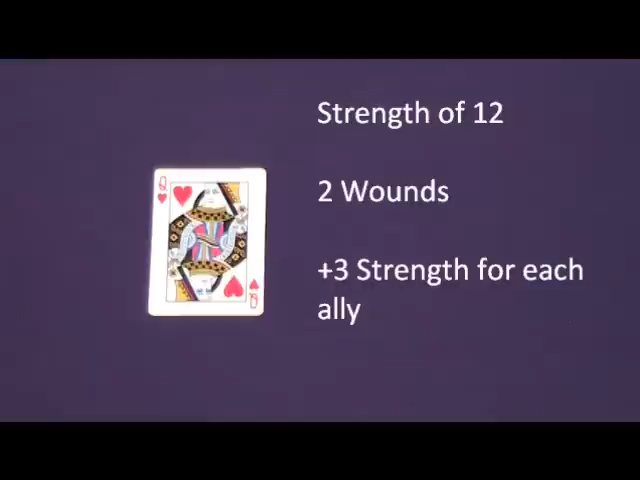 Strength of 12
Q
2 Wounds
+3 Strength for each
ally
Q